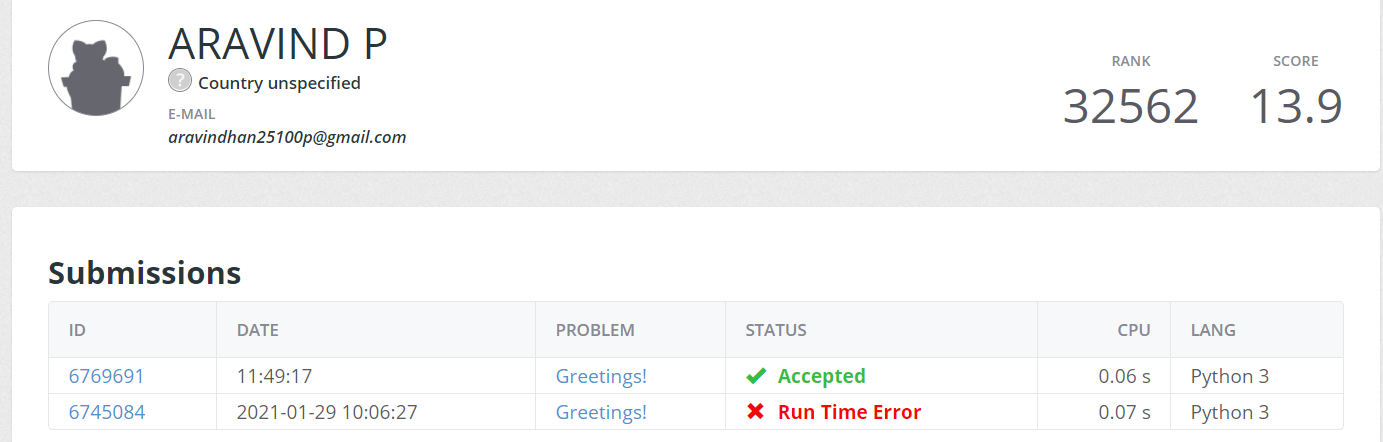 ARAVIND P
? Country unspecified
E-MAIL
aravindhan25100p@gmail.com
RANK SCORE
32562 13.9
Submissions
ID DATE PROBLEM STATUS CPU LANG
6769691 11:49:17 Greetings! Accepted 0.06 s Python 3
6745084 2021-01-29 10:06:27 Greetings! Run Time Error 0.07 s Python 3